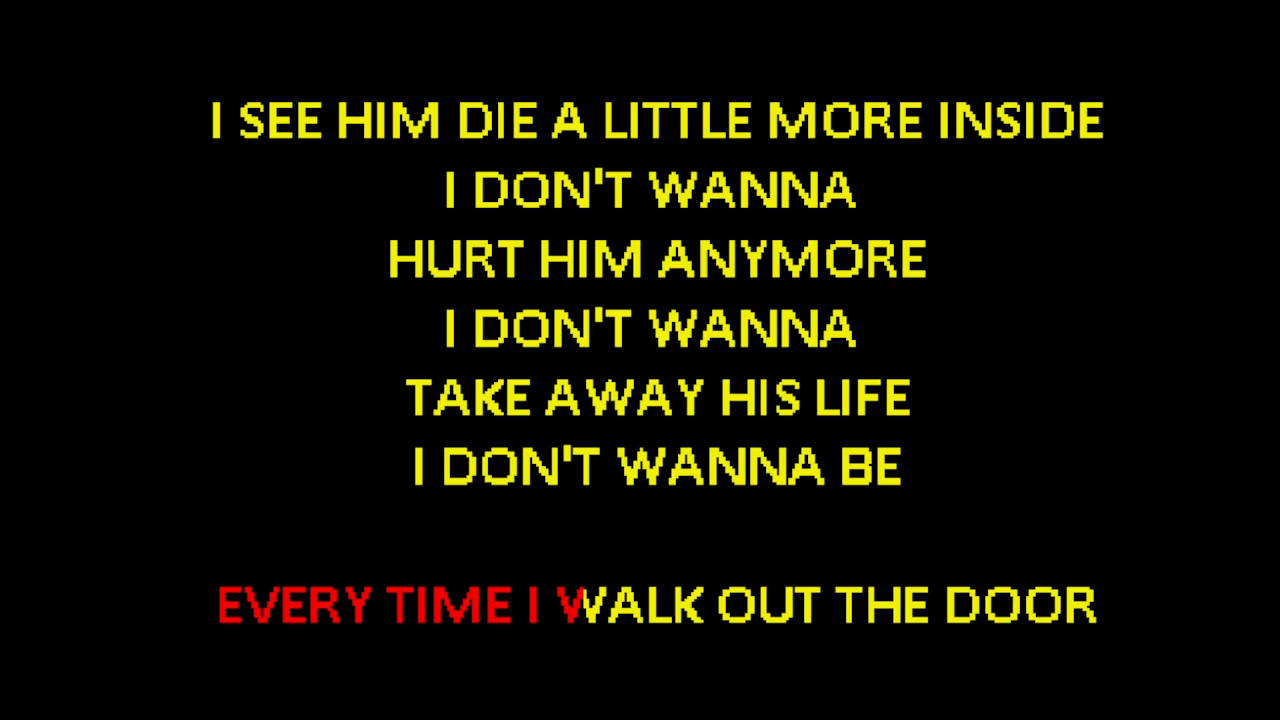 I SEE HIM DIE A LITTLE MORE INSIDE
I DON'T WANNA
HURT HIM ANYMORE
I DON'T WANNA
TAKE AWAY HIS LIFE
I DON'T WANNA BE
EVERY TIME I WALK OUT THE DOOR